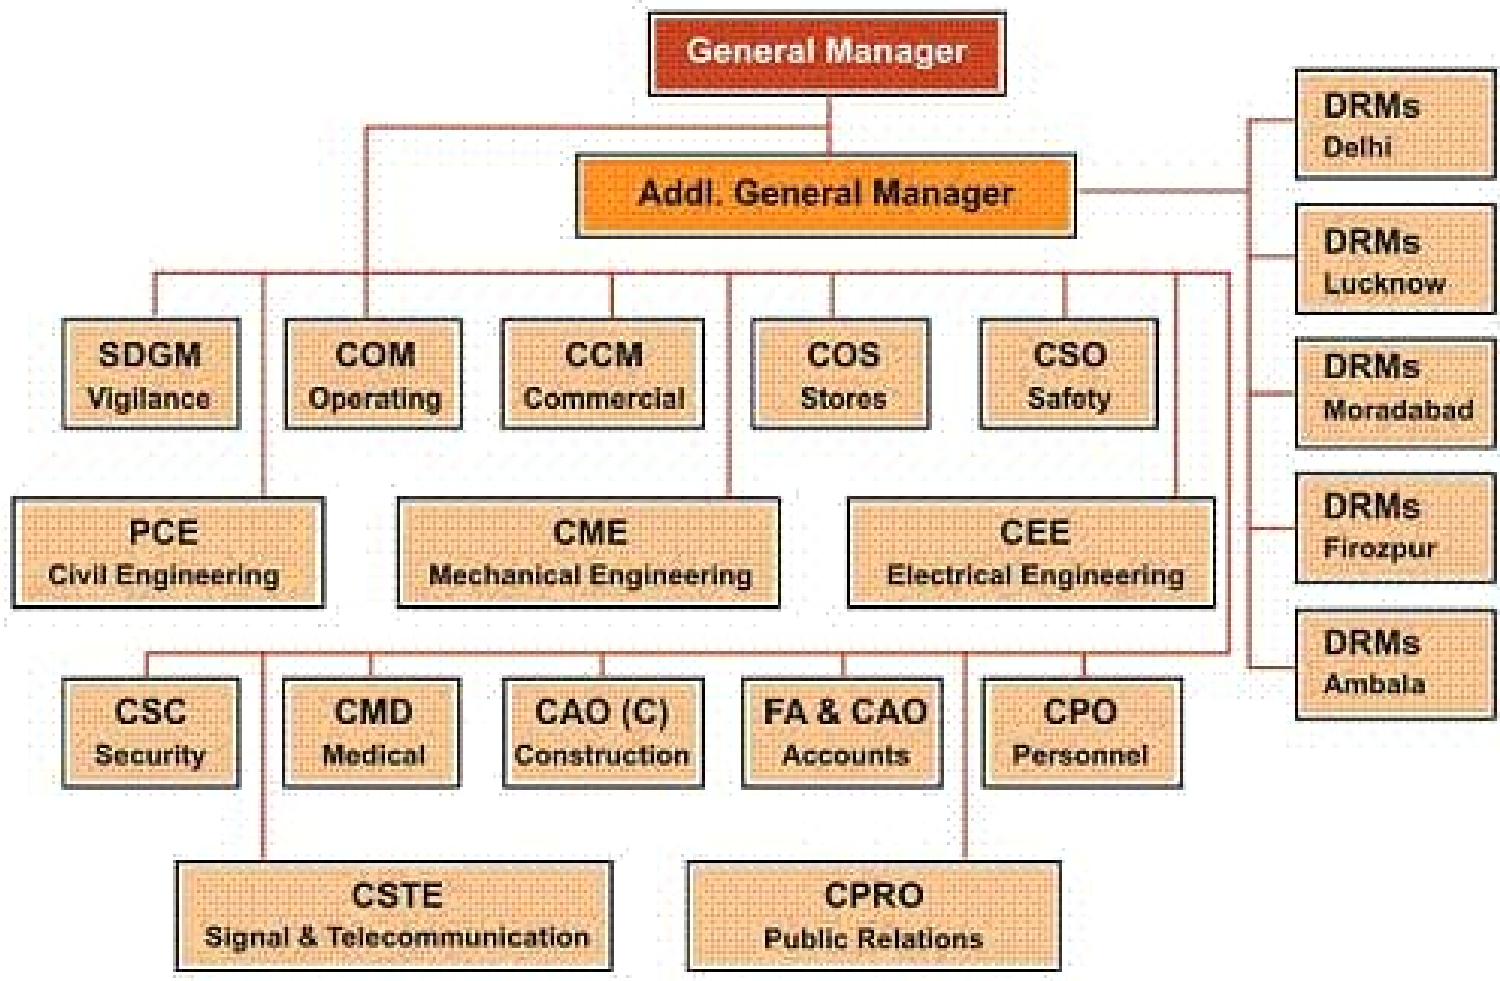 General Manager
Addl. General Manager
DRMs
Delhi
DRMs
Lucknow
DRMs
Moradabad
DRMs
Firozpur
DRMs
Ambala
SDGM
Vigilance
COM
Operating
CCM
Commercial
COS
Stores
CSO
Safety
PCE
Civil Engineering
CME
Mechanical Engineering
CEE
Electrical Engineering
CSC
Security
CMD
Medical
CAO (C)
Construction
FA & CAO
Accounts
CPO
Personnel
CSTE
Signal & Telecommunication
CPRO
Public Relations